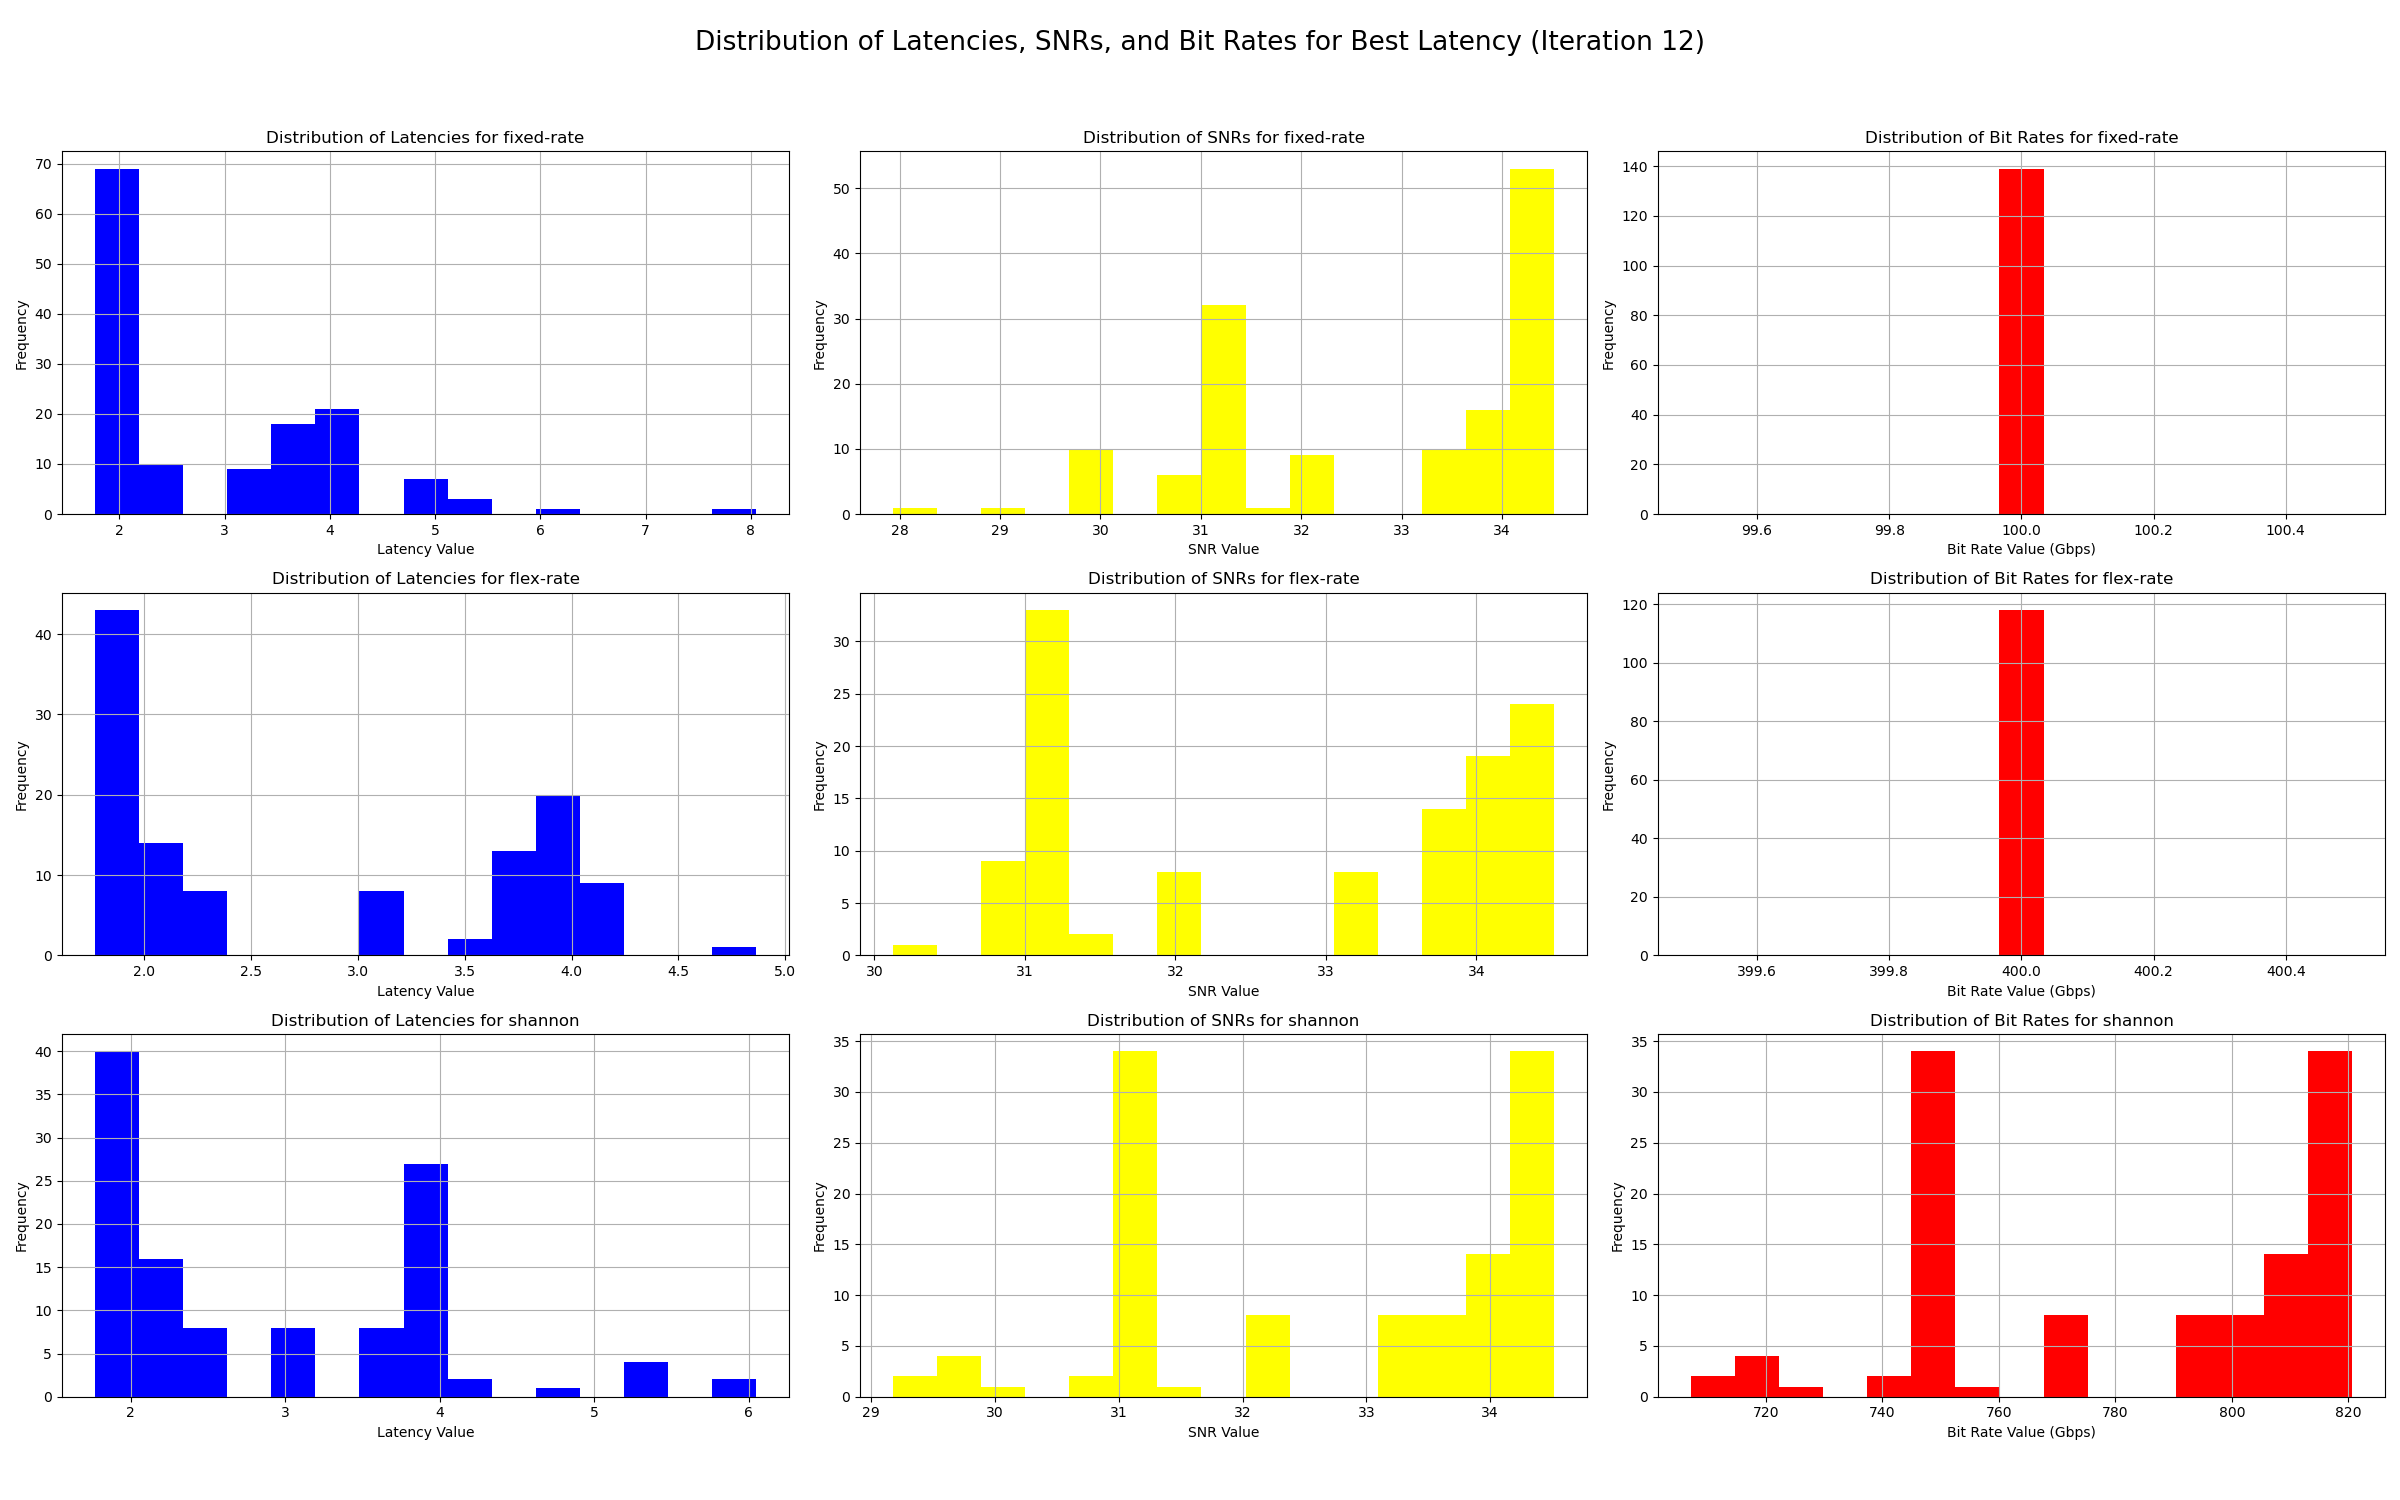 Distribution of Latencies, SNRs, and Bit Rates for Best Latency (Iteration 12)
Distribution of Latencies for fixed-rate
Frequency
70
60
50
40
30
20
10
0
2 3 4 5 6 7 8
Latency Value
Distribution of SNRs for fixed-rate
Frequency
50
40
30
20
10
0
28 29 30 31 32 33 34
SNR Value
Distribution of Bit Rates for fixed-rate
Frequency
140
120
100
80
60
40
20
0
99.6 99.8 100.0 100.2 100.4
Bit Rate Value (Gbps)
Distribution of Latencies for flex-rate
Frequency
40
30
20
10
0
2.0 2.5 3.0 3.5 4.0 4.5 5.0
Latency Value
Distribution of SNRs for flex-rate
Frequency
30
25
20
15
10
5
0
30 31 32 33 34
SNR Value
Distribution of Bit Rates for flex-rate
Frequency
120
100
80
60
40
20
0
399.6 399.8 400.0 400.2 400.4
Bit Rate Value (Gbps)
Distribution of Latencies for shannon
Frequency
40
35
30
25
20
15
10
5
0
2 3 4 5 6
Latency Value
Distribution of SNRs for shannon
Frequency
35
30
25
20
15
10
5
0
29 30 31 32 33 34
SNR Value
Distribution of Bit Rates for shannon
Frequency
35
30
25
20
15
10
5
0
720 740 760 780 800 820
Bit Rate Value (Gbps)